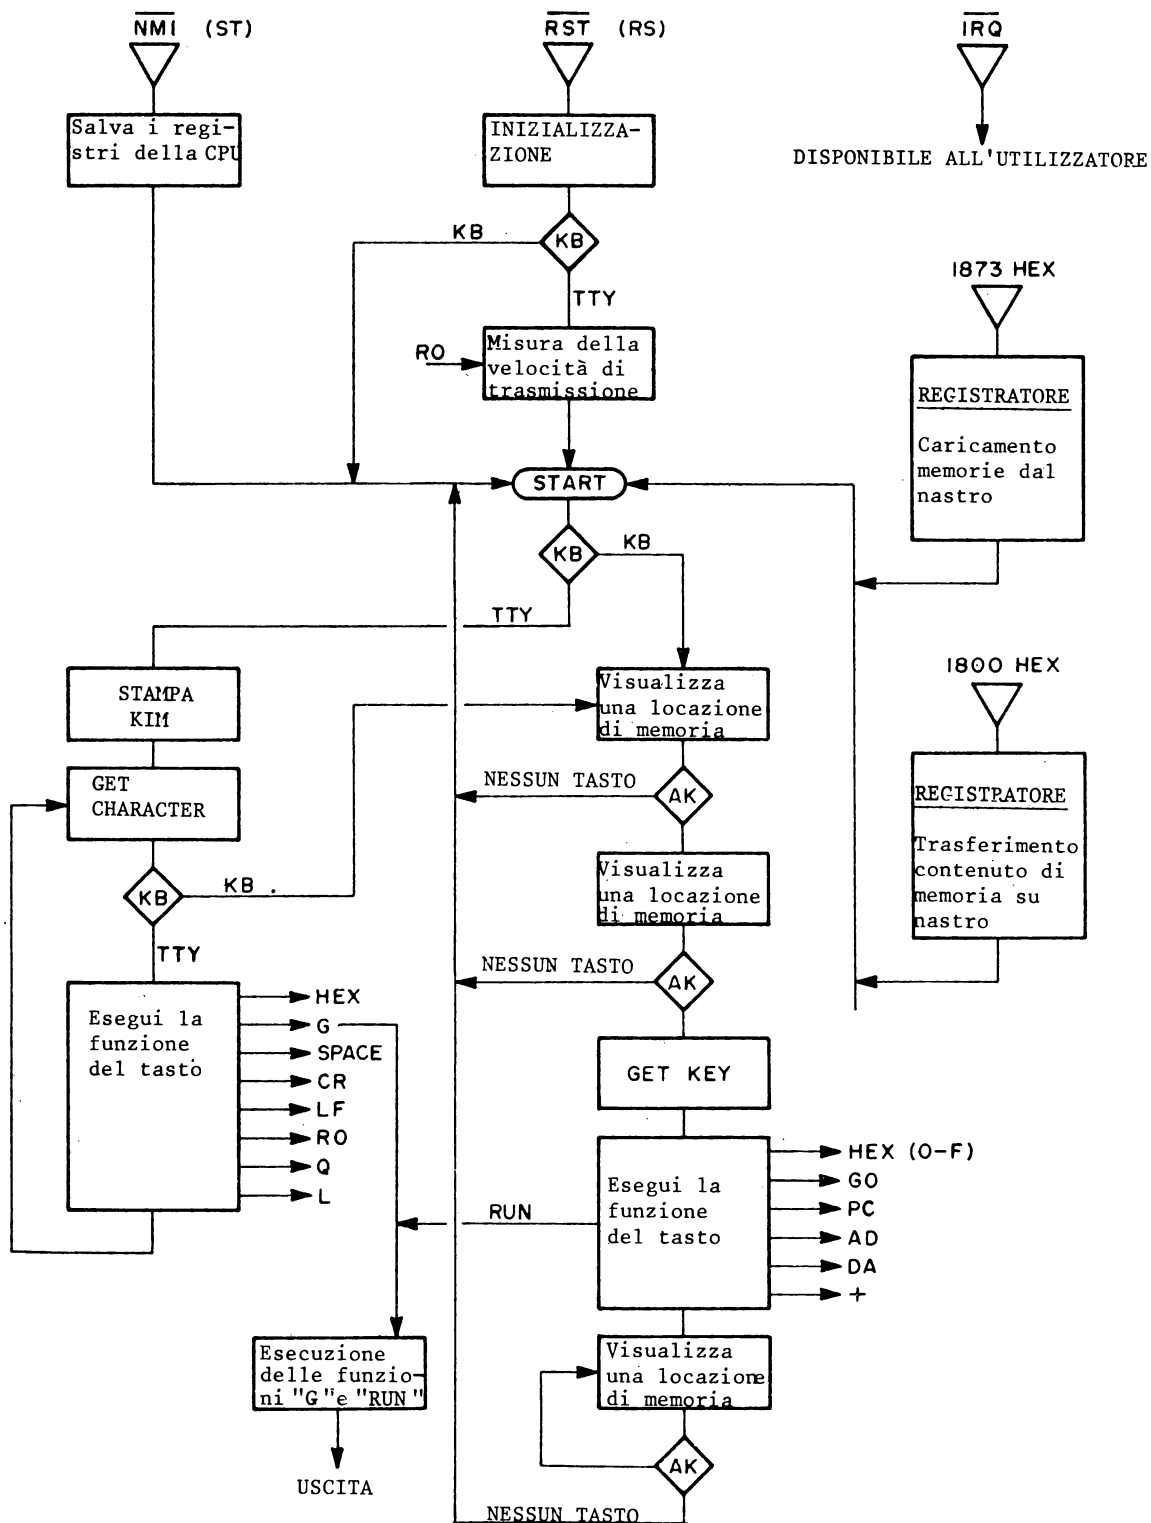 NMI (ST)
RST (RS)
IRQ
Salva i regi-
stri della CPU
INIZIALIZZA-
ZIONE
DISPONIBILE ALL'UTILIZZATORE
KB
KB
TTY
1873 HEX
RO
Misura della
velocità di
trasmissione
REGISTRATORE
Caricamento
memorie dal
nastro
START
KB
KB
TTY
STAMPA
KIM
Visualizza
una locazione
di memoria
1800 HEX
GET
CHARACTER
NESSUN TASTO
AK
REGISTRATORE
Trasferimento
contenuto di
memoria su
nastro
KB
KB .
Visualizza
una locazione
di memoria
TTY
NESSUN TASTO
AK
Esegui la
funzione
del tasto
HEX
G
SPACE
CR
LF
RO
Q
L
GET KEY
Esegui la
funzione
del tasto
HEX (0-F)
GO
PC
AD
DA
+
RUN
Esecuzione
delle funzio-
ni "G "e "RUN "
USCITA
Visualizza
una locazione
di memoria
AK
NESSUN TASTO